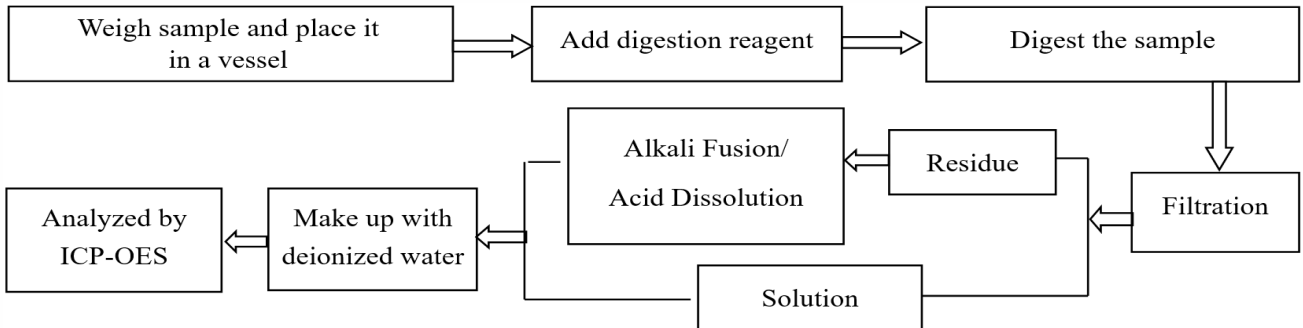 Weigh sample and place it
in a vessel
Add digestion reagent
Digest the sample
Filtration
Residue
Alkali Fusion/
Acid Dissolution
Solution
Make up with
deionized water
Analyzed by
ICP-OES